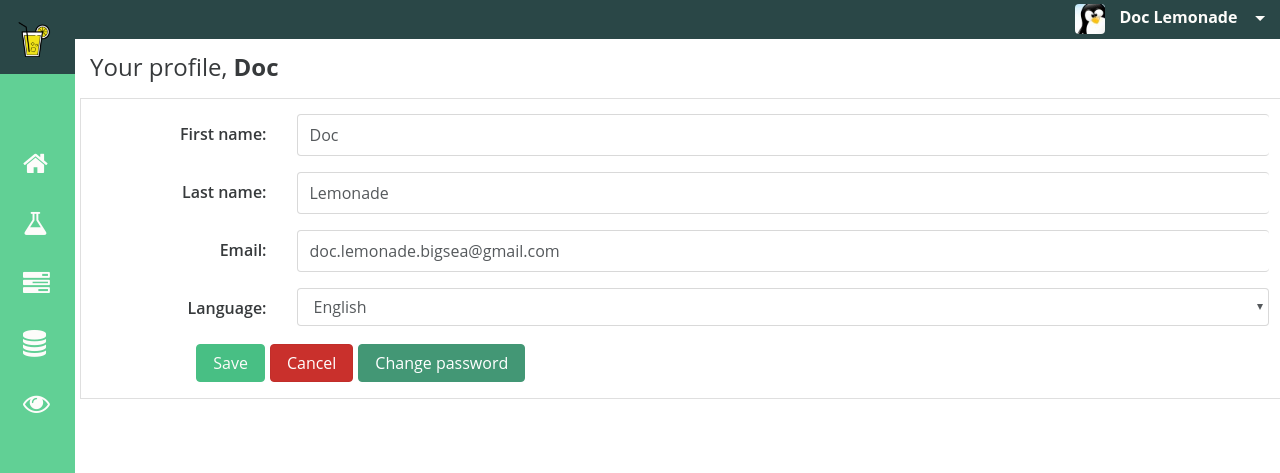 Doc Lemonade
Your profile, Doc
First name: Doc
Last name: Lemonade
Email: doc.lemonade.bigsea@gmail.com
Language: English
Save Cancel Change password